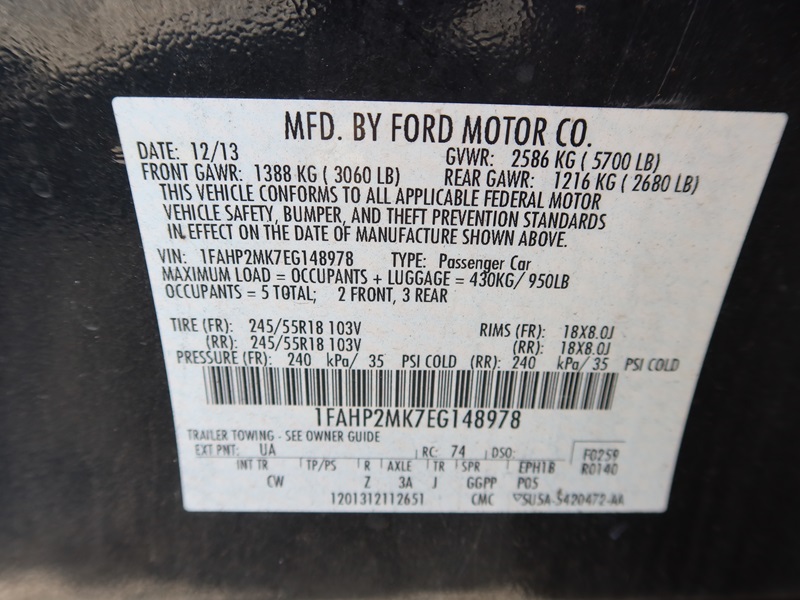 MFD. BY FORD MOTOR CO.
DATE: 12/13 GVWR: 2586 KG ( 5700 LB)
FRONT GAWR: 1388 KG ( 3060 LB) REAR GAWR: 1216 KG ( 2680 LB)
THIS VEHICLE CONFORMS TO ALL APPLICABLE FEDERAL MOTOR
VEHICLE SAFETY, BUMPER, AND THEFT PREVENTION STANDARDS
IN EFFECT ON THE DATE OF MANUFACTURE SHOWN ABOVE.
VIN: 1FAHP2MK7EG148978 TYPE: Passenger Car
MAXIMUM LOAD = OCCUPANTS + LUGGAGE = 430KG/ 950LB
OCCUPANTS = 5 TOTAL; 2 FRONT, 3 REAR
TIRE (FR): 245/55R18 103V RIMS (FR): 18X8.0J
(RR): 245/55R18 103V (RR): 18X8.0J
PRESSURE (FR): 240 kPa/ 35 PSI COLD (RR): 240 kPa/ 35 PSI COLD
1FAHP2MK7EG148978
TRAILER TOWING - SEE OWNER GUIDE
EXT PNT: UA RC: 74 DSO: F0259
INT TR TP/PS R AXLE TR SPR EPH1B R0140
CW Z 3A J GGPP P05
1201312112651 CMC